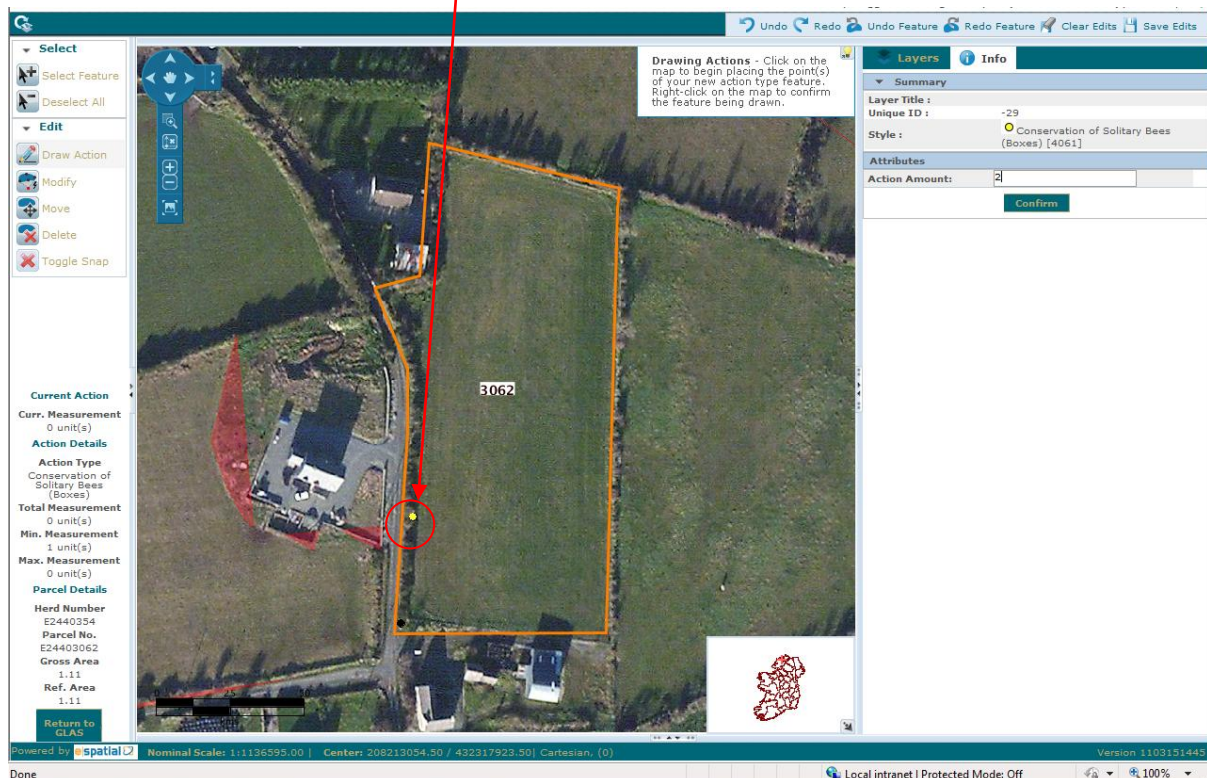 Undo Redo Undo Feature Redo Feature Clear Edits Save Edits
Select
Select Feature
Deselect All
Edit
Draw Action
Modify
Move
Delete
Toggle Snap
Current Action
Curr. Measurement
0 unit(s)
Action Details
Action Type
Conservation of
Solitary Bees
(Boxes)
Total Measurement
0 unit(s)
Min. Measurement
1 unit(s)
Max. Measurement
0 unit(s)
Parcel Details
Herd Number
E2440354
Parcel No.
E24403062
Gross Area
1.11
Ref. Area
1.11
Return to
GLAS
Drawing Actions - Click on the
map to begin placing the point(s)
of your new action type feature.
Right-click on the map to confirm
the feature being drawn.
3062
0 25 50
Layers Info
Summary
Layer Title :
Unique ID : -29
Style : Conservation of Solitary Bees
(Boxes) [4061]
Attributes
Action Amount: 2
Confirm
Powered by espatial Nominal Scale: 1:1136595.00 | Center: 208213054.50 / 432317923.50| Cartesian, (0) Version 1103151445
Done Local intranet | Protected Mode: Off 100%